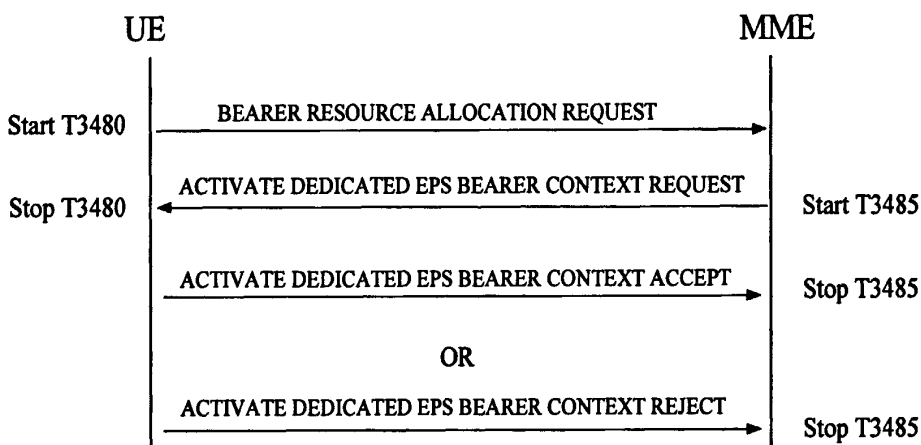 UE MME
Start T3480 BEARER RESOURCE ALLOCATION REQUEST
ACTIVATE DEDICATED EPS BEARER CONTEXT REQUEST
Stop T3480 Start T3485
ACTIVATE DEDICATED EPS BEARER CONTEXT ACCEPT Stop T3485
OR
ACTIVATE DEDICATED EPS BEARER CONTEXT REJECT Stop T3485